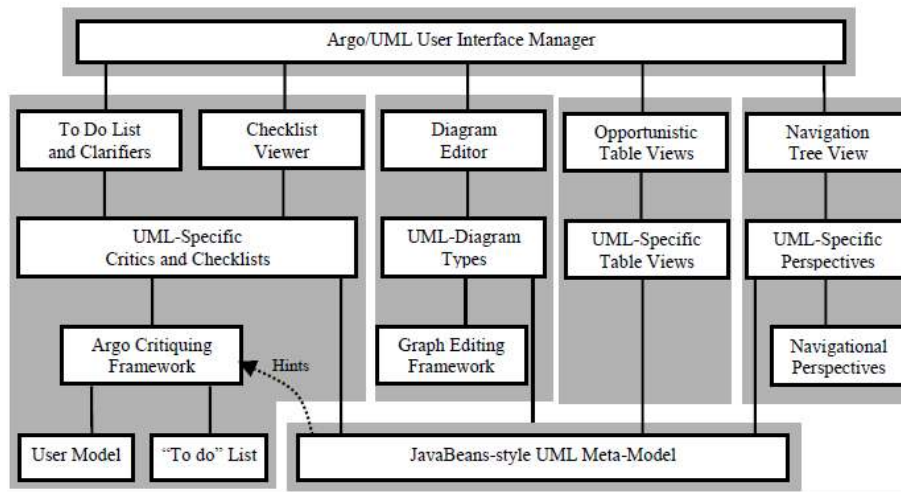 Argo/UML User Interface Manager
To Do List
and Clarifiers
Checklist
Viewer
Diagram
Editor
Opportunistic
Table Views
Navigation
Tree View
UML-Specific
Critics and Checklists
UML-Diagram
Types
UML-Specific
Table Views
UML-Specific
Perspectives
Argo Critiquing
Framework
Hints
Graph Editing
Framework
Navigational
Perspectives
User Model
“To do” List
JavaBeans-style UML Meta-Model